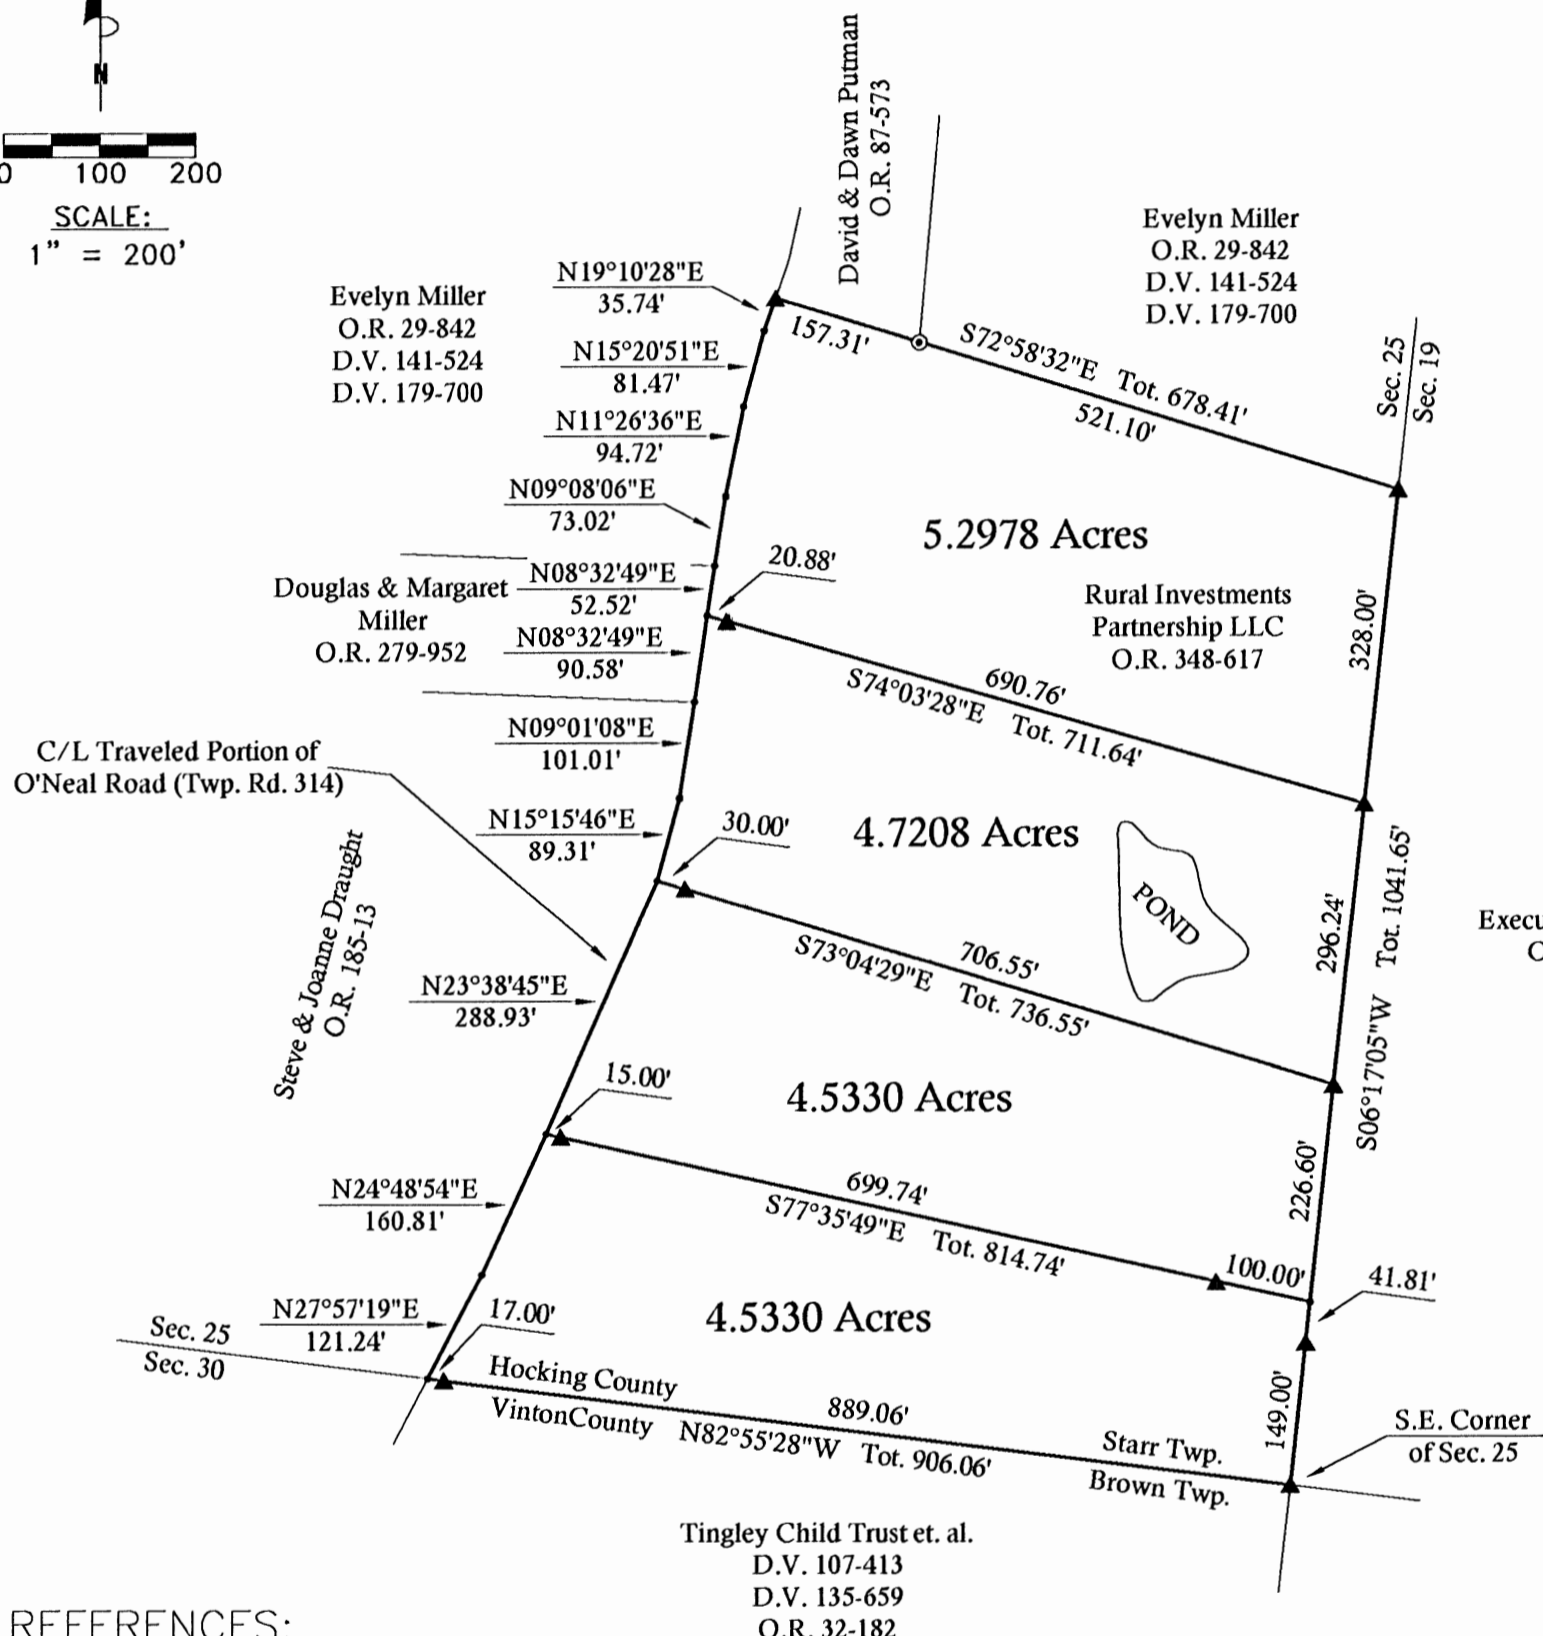 N
0 100 200
SCALE:
1" = 200'
David & Dawn Putman
O.R. 87-573
Evelyn Miller
O.R. 29-842
D.V. 141-524
D.V. 179-700
Evelyn Miller
O.R. 29-842
D.V. 141-524
D.V. 179-700
N19°10'28"E
35.74'
N15°20'51"E
81.47'
N11°26'36"E
94.72'
N09°08'06"E
73.02'
157.31'
S72°58'32"E Tot. 678.41'
521.10'
Sec. 25
Sec. 19
5.2978 Acres
Rural Investments
Partnership LLC
O.R. 348-617
328.00'
20.88'
Douglas & Margaret
Miller
O.R. 279-952
N08°32'49"E
52.52'
N08°32'49"E
90.58'
690.76'
S74°03'28"E Tot. 711.64'
N09°01'08"E
101.01'
C/L Traveled Portion of
O'Neal Road (Twp. Rd. 314)
N15°15'46"E
89.31'
30.00'
4.7208 Acres
POND
296.24'
S06°17'05"W Tot. 1041.65'
Steve & Joanne Draught
O.R. 185-13
706.55'
S73°04'29"E Tot. 736.55'
N23°38'45"E
288.93'
15.00'
4.5330 Acres
226.60'
N24°48'54"E
160.81'
699.74'
S77°35'49"E Tot. 814.74'
100.00'
41.81'
N27°57'19"E
121.24'
17.00'
4.5330 Acres
Sec. 25
Sec. 30
Hocking County
VintonCounty N82°55'28"W Tot. 906.06'
889.06'
Starr Twp.
Brown Twp.
149.00'
S.E. Corner
of Sec. 25
Tingley Child Trust et. al.
D.V. 107-413
D.V. 135-659
O.R. 32-182
REFERENCES: